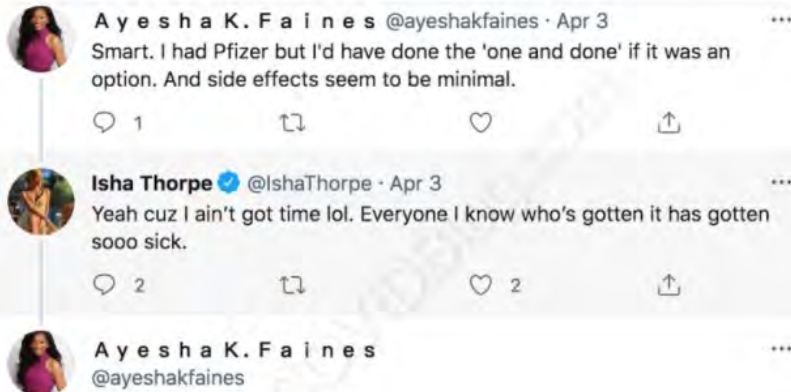 A y e s h a K. F a i n e s @ayeshakfaines · Apr 3
Smart. I had Pfizer but I'd have done the 'one and done' if it was an
option. And side effects seem to be minimal.
1
Isha Thorpe @IshaThorpe · Apr 3
Yeah cuz I ain't got time lol. Everyone I know who's gotten it has gotten
sooo sick.
2 2
A y e s h a K. F a i n e s
@ayeshakfaines